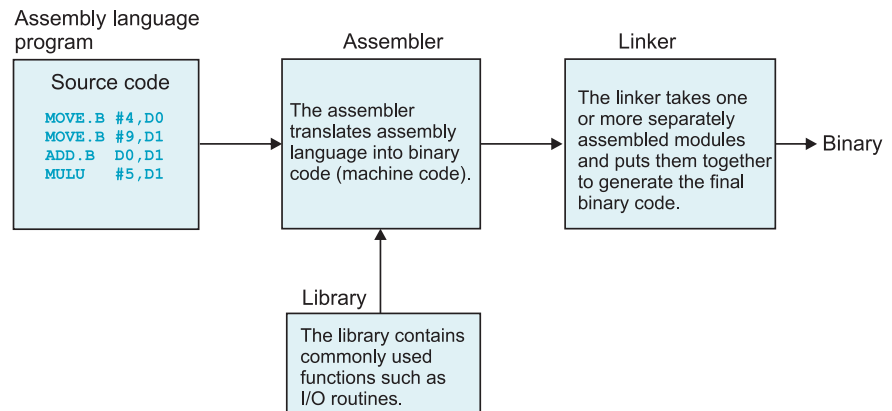 Assembly language
program
Source code
MOVE.B #4,D0
MOVE.B #9,D1
ADD.B D0,D1
MULU #5,D1
Assembler
The assembler
translates assembly
language into binary
code (machine code).
Linker
The linker takes one
or more separately
assembled modules
and puts them together
to generate the final
binary code.
Binary
Library
The library contains
commonly used
functions such as
I/O routines.